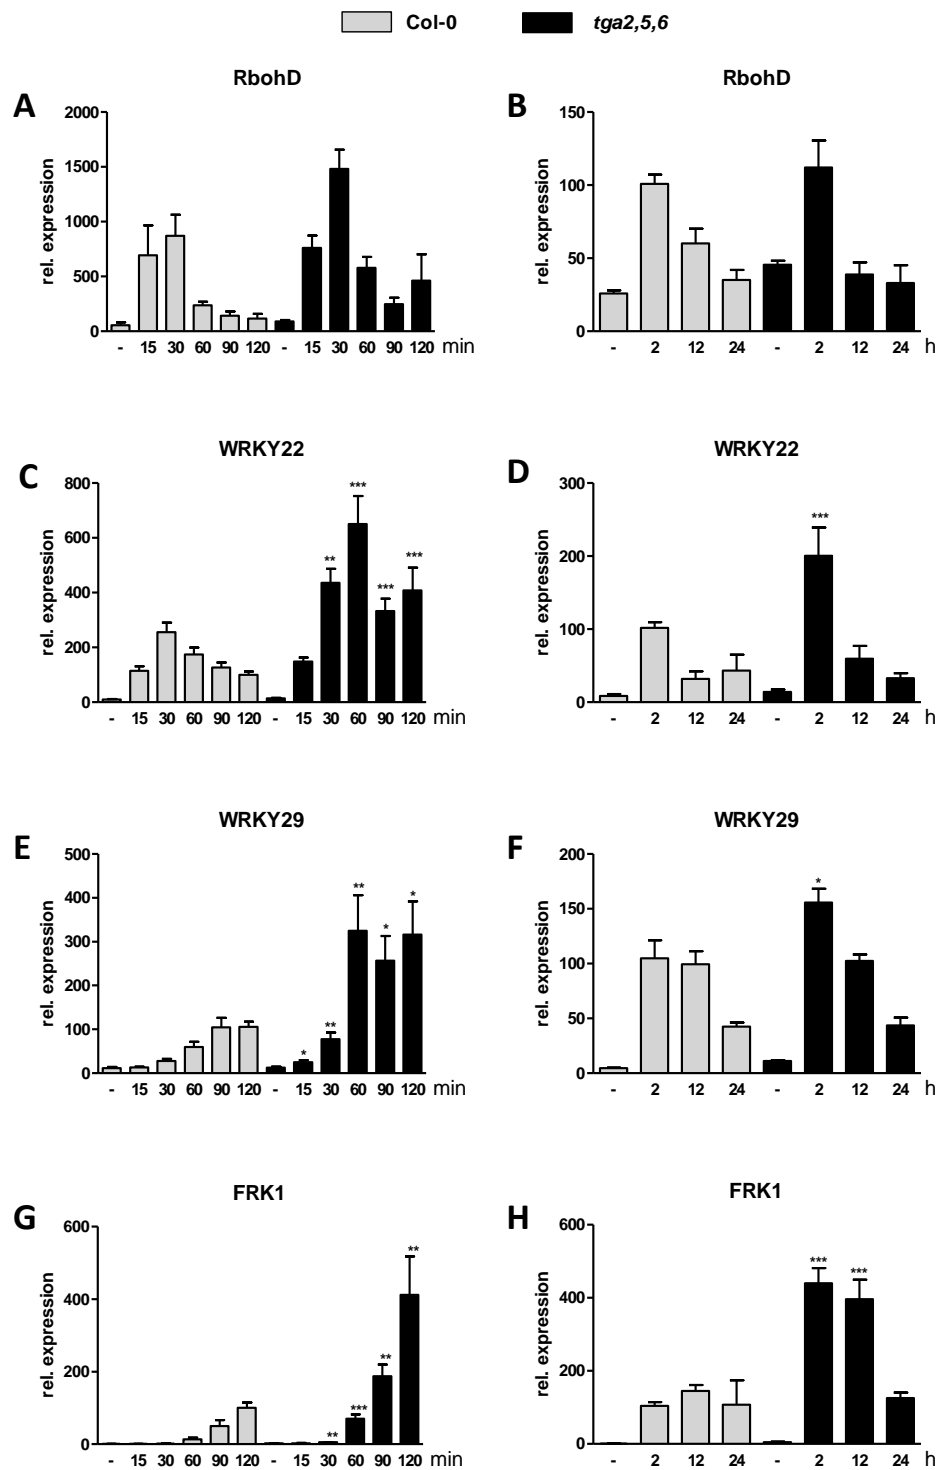 Col-0 tga2,5,6
RbohD
A
rel. expression
2000
1500
1000
500
0
- 15 30 60 90 120 - 15 30 60 90 120 min
RbohD
B
rel. expression
150
100
50
0
- 2 12 24 - 2 12 24 h
WRKY22
C
rel. expression
800
600
400
200
0
** *** *** ***
- 15 30 60 90 120 - 15 30 60 90 120 min
WRKY22
D
rel. expression
300
200
100
0
***
- 2 12 24 - 2 12 24 h
WRKY29
E
rel. expression
500
400
300
200
100
0
* ** ** * *
- 15 30 60 90 120 - 15 30 60 90 120 min
WRKY29
F
rel. expression
200
150
100
50
0
*
- 2 12 24 - 2 12 24 h
FRK1
G
rel. expression
600
400
200
0
** *** ** **
- 15 30 60 90 120 - 15 30 60 90 120 min
FRK1
H
rel. expression
600
400
200
0
*** ***
- 2 12 24 - 2 12 24 h